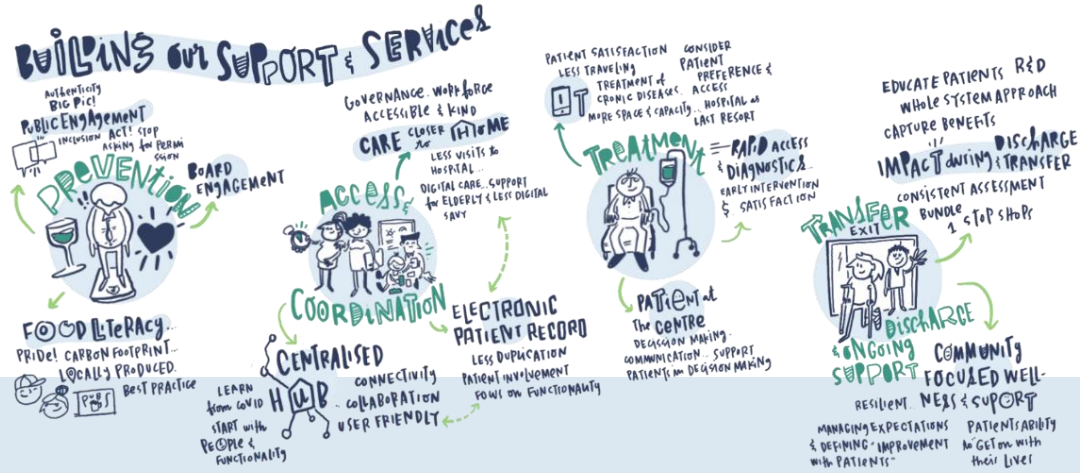 BUILDING OUR SUPPORT & SERVICES
AUTHENTICITY
BIG PIC!
PUBLIC ENGAGEMENT
INCLUSION
ACT! STOP
ASKING for PERMI
SSION
PREVENTION
BOARD
ENGAGEMENT
FOOD LITERACY...
PRIDE! CARBON FOOTPRINT...
LOCALLY PRODUCED.
BEST PRACTICE
PUBS
GOVERNANCE.. WORKFORCE
ACCESSIBLE & KIND
CARE CLOSER
to HOME
LESS VISITS to
HOSPITAL...
DIGITAL CARE.. SUPPORT
for ELDERLY & LESS DIGITAL
SAVY
ACCESS &
COORDINATION
CENTRALISED
HUB
LEARN
from COVID
START with
PEOPLE &
FUNCTIONALITY
CONNECTIVITY
.. COLLABORATION
USER FRIENDLY
ELECTRONIC
PATIENT RECORD
LESS DUPLICATION
PATIENT INVOLVEMENT
FOUS on FUNCTIONALITY
PATIENT SATISFACTION
LESS TRAVELING
TREATMENT of
CRONIC DISEASES.
MORE SPACE & CAPACITY..
IT
CONSIDER
PATIENT
PREFERENCE &
ACCESS
HOSPITAL as
LAST RESORT
TREATMENT
RAPID ACCESS
DIAGNOSTICS..
EARLY INTERVENTION
& SATISFACTION
PATIENT at
The CENTRE
DECISION MAKING.
COMMUNICATION.. SUPPORT
PATIENTS in DECISION MAKING
EDUCATE PATIENTS R&D
WHOLE SYSTEM APPROACH
CAPTURE BENEFITS
IMPACT during DISCHARGE
& TRANSFER
CONSISTENT ASSESSMENT
BUNDLE
1 STOP SHOPS
TRANSFER
EXIT
DISCHARGE
& ONGOING
SUPPORT
COMMUNITY
FOCUSED WELL-
NESS & SUPORT
RESILIENT..
MANAGING EXPECTATIONS
& DEFINING "IMPROVEMENT
with PATIENTS"
PATIENTS ABILITY
to "GET ON with
their Lives